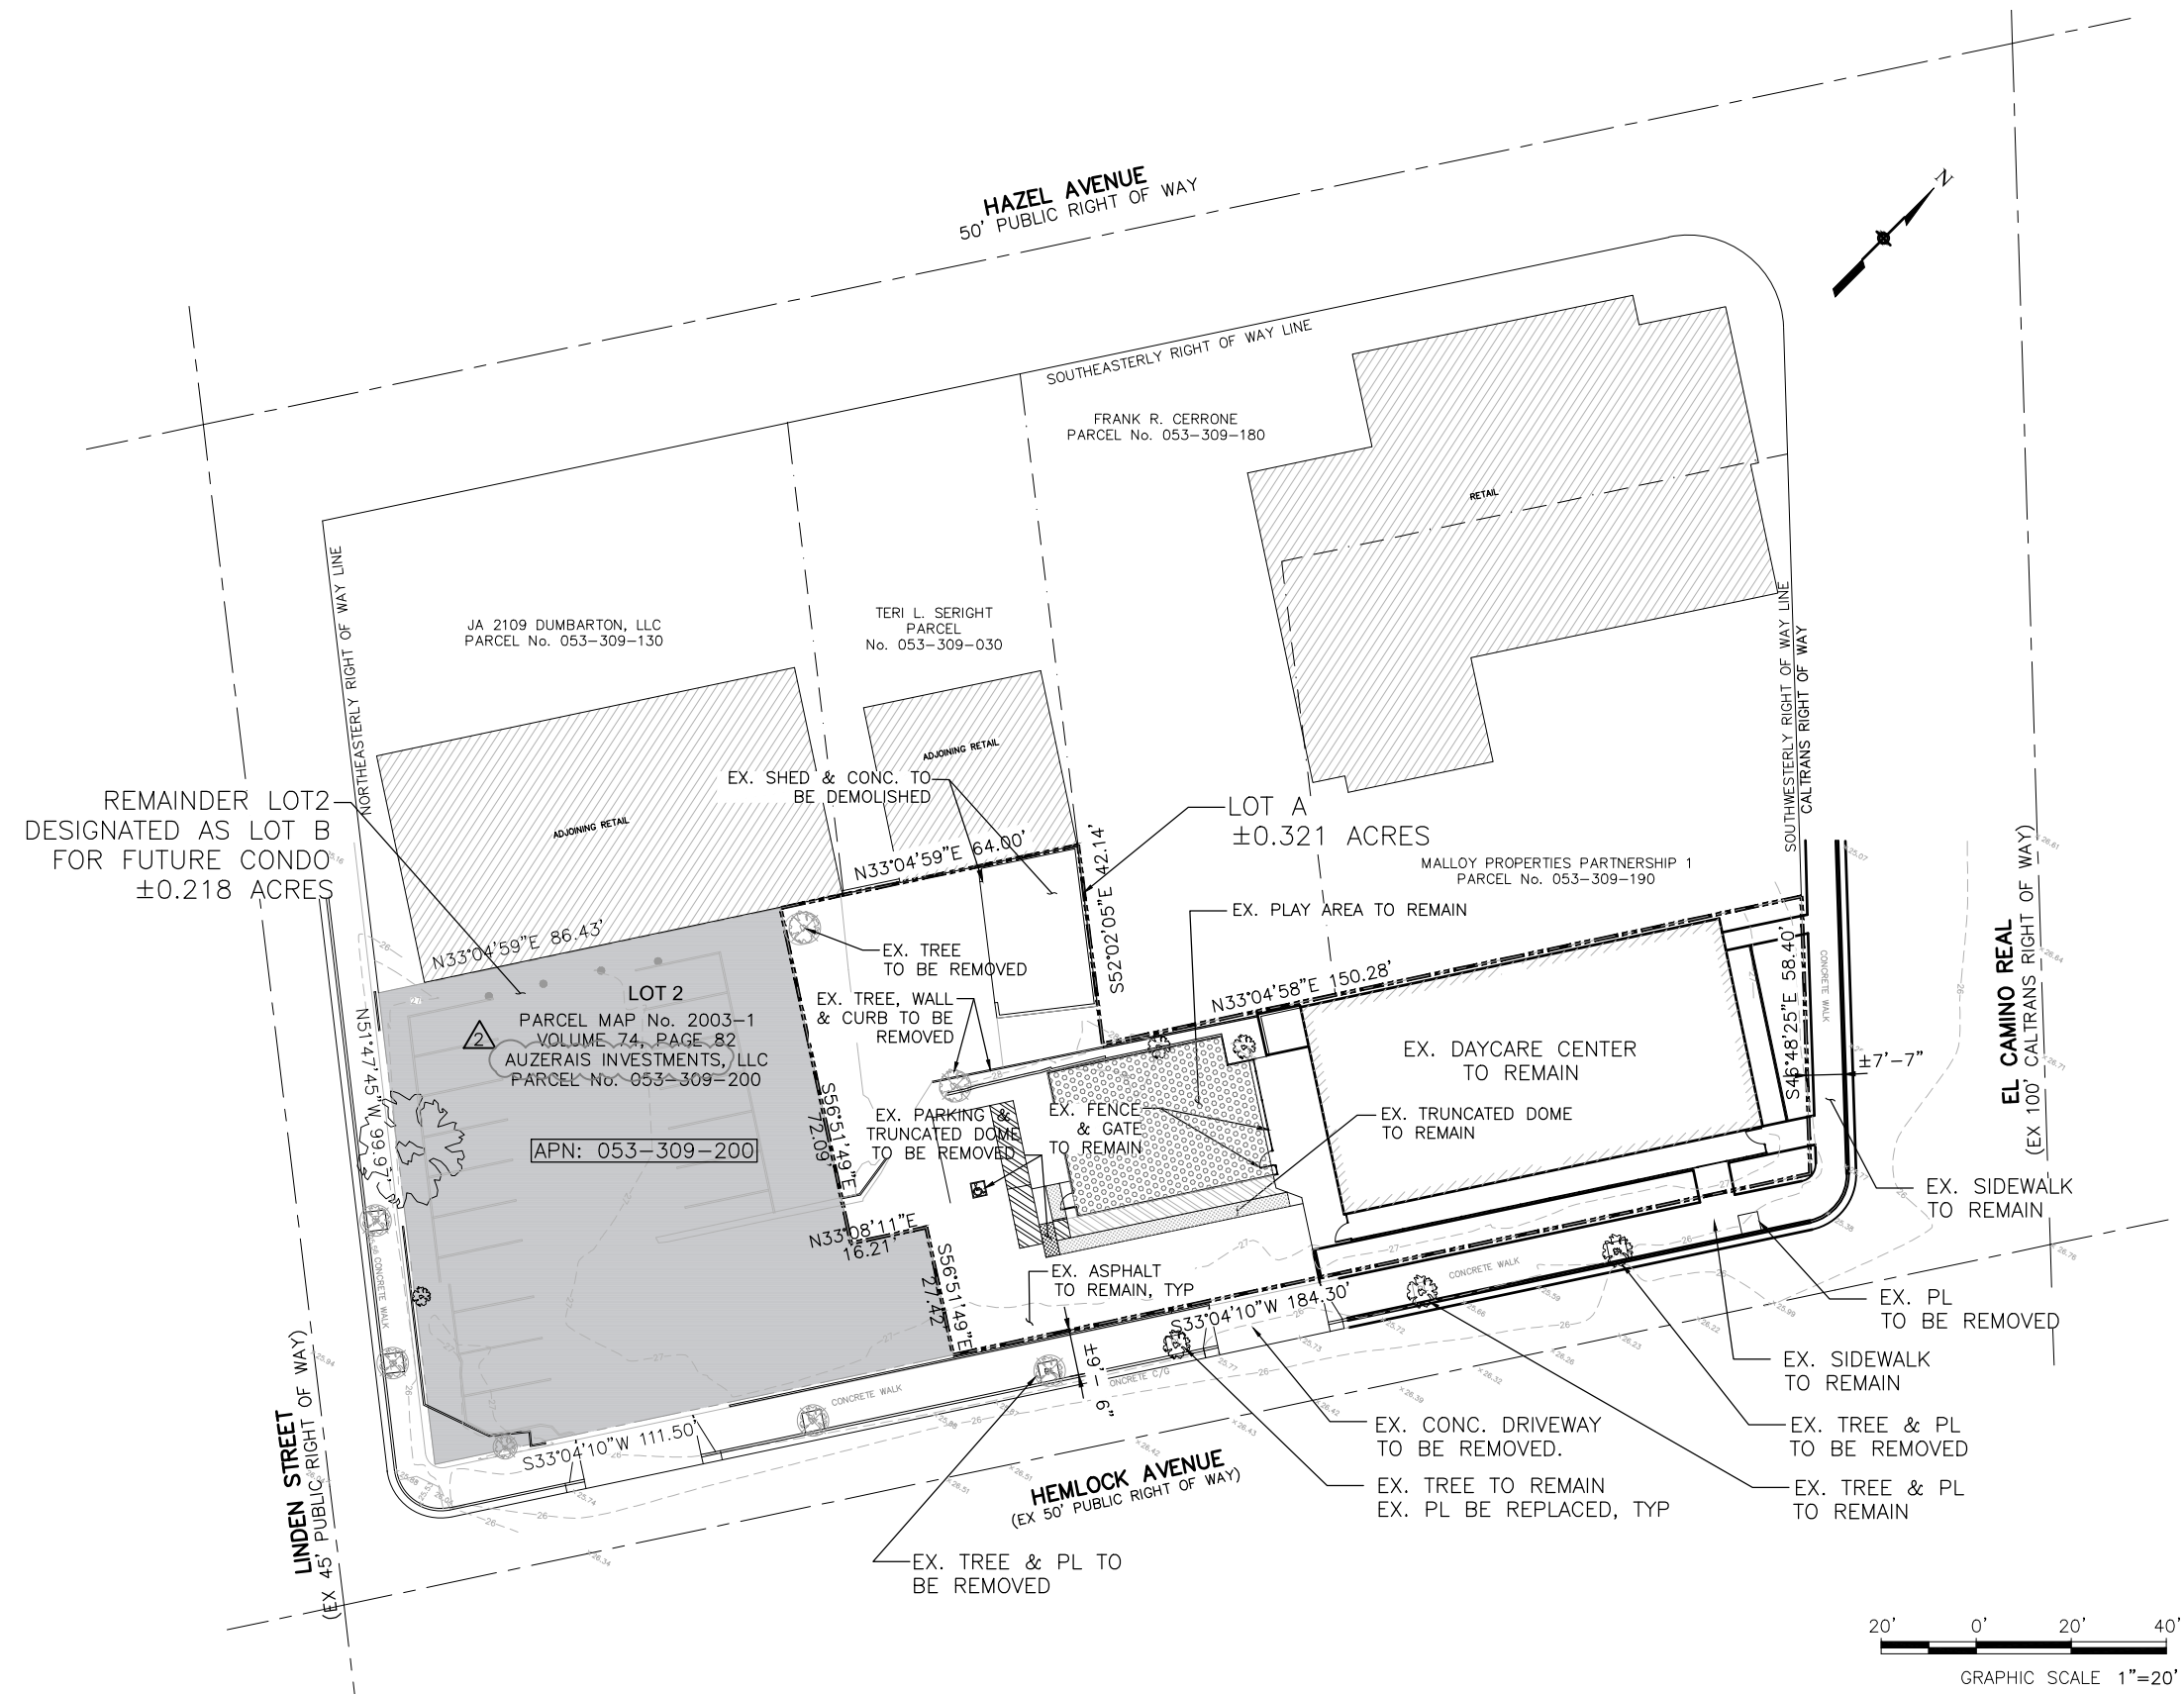 HAZEL AVENUE
50' PUBLIC RIGHT OF WAY
N
SOUTHEASTERLY RIGHT OF WAY LINE
FRANK R. CERRONE
PARCEL No. 053-309-180
RETAIL
NORTHEASTERLY RIGHT OF WAY LINE
JA 2109 DUMBARTON, LLC
PARCEL No. 053-309-130
TERI L. SERIGHT
PARCEL
No. 053-309-030
SOUTHWESTERLY RIGHT OF WAY LINE
CALTRANS RIGHT OF WAY
ADJOINING RETAIL
ADJOINING RETAIL
EX. SHED & CONC. TO
BE DEMOLISHED
REMAINDER LOT2
DESIGNATED AS LOT B
FOR FUTURE CONDO
±0.218 ACRES
LOT A
±0.321 ACRES
N33°04'59"E 64.00'
S52°02'05"E 42.14'
MALLOY PROPERTIES PARTNERSHIP 1
PARCEL No. 053-309-190
EX. PLAY AREA TO REMAIN
N33°04'59"E 86.43'
EX. TREE
TO BE REMOVED
EX. TREE, WALL
& CURB TO BE
REMOVED
N33°04'58"E 150.28'
S46°48'25"E 58.40'
CONCRETE WALK
EL CAMINO REAL
(EX 100' CALTRANS RIGHT OF WAY)
LOT 2
2
PARCEL MAP No. 2003-1
VOLUME 74, PAGE 82
AUZERAIS INVESTMENTS, LLC
PARCEL No. 053-309-200
APN: 053-309-200
N51°47'45"W 99.97'
EX. DAYCARE CENTER
TO REMAIN
±7'-7"
S56°51'49"E
72.09'
EX. PARKING &
TRUNCATED DOME
TO BE REMOVED
EX. FENCE
& GATE
TO REMAIN
EX. TRUNCATED DOME
TO REMAIN
EX. SIDEWALK
TO REMAIN
N33°08'11"E
16.21'
S56°51'49"E
27.42'
EX. ASPHALT
TO REMAIN, TYP
S33°04'10"W 184.30'
CONCRETE WALK
CONCRETE WALK
EX. PL
TO BE REMOVED
EX. SIDEWALK
TO REMAIN
±9'-6"
ONCRETE C/G
CONCRETE WALK
S33°04'10"W 111.50'
EX. CONC. DRIVEWAY
TO BE REMOVED.
EX. TREE & PL
TO BE REMOVED
EX. TREE TO REMAIN
EX. PL BE REPLACED, TYP
EX. TREE & PL
TO REMAIN
HEMLOCK AVENUE
(EX 50' PUBLIC RIGHT OF WAY)
LINDEN STREET
(EX 45' PUBLIC RIGHT OF WAY)
EX. TREE & PL TO
BE REMOVED
20' 0' 20' 40'
GRAPHIC SCALE 1"=20'